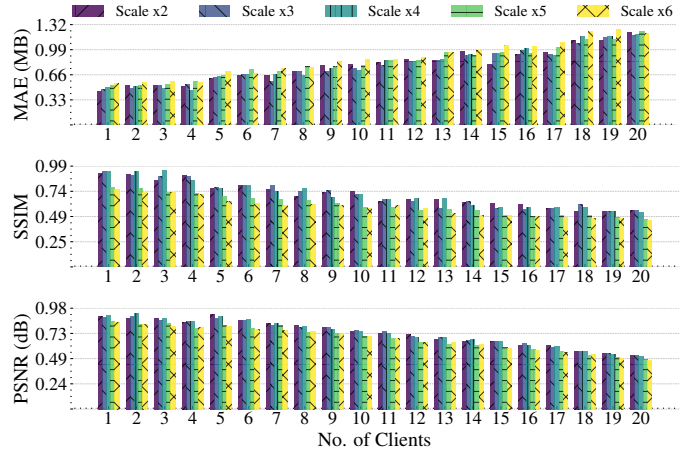 Scale x2 Scale x3 Scale x4 Scale x5 Scale x6
MAE (MB)
1.32
0.99
0.66
0.33
1 2 3 4 5 6 7 8 9 10 11 12 13 14 15 16 17 18 19 20
SSIM
0.99
0.74
0.49
0.25
1 2 3 4 5 6 7 8 9 10 11 12 13 14 15 16 17 18 19 20
PSNR (dB)
0.98
0.73
0.49
0.24
1 2 3 4 5 6 7 8 9 10 11 12 13 14 15 16 17 18 19 20
No. of Clients